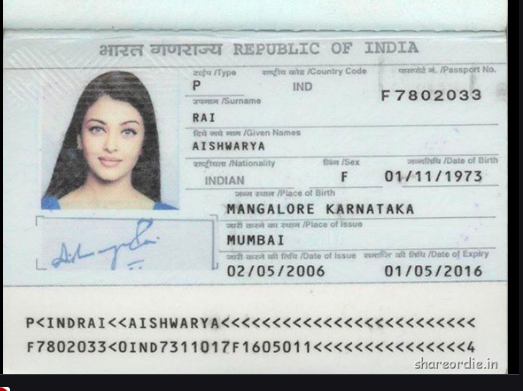 भारत गणराज्य REPUBLIC OF INDIA
टाईप /Type राष्ट्रीय कोड /Country Code पासपोर्ट नं. /Passport No.
P IND F7802033
उपनाम /Surname
RAI
दिये गये नाम /Given Names
AISHWARYA
राष्ट्रीयता /Nationality लिंग /Sex जन्मतिथि /Date of Birth
INDIAN F 01/11/1973
जन्म स्थान /Place of Birth
MANGALORE KARNATAKA
जारी करने का स्थान /Place of Issue
MUMBAI
जारी करने की तिथि /Date of Issue समाप्ति की तिथि /Date of Expiry
02/05/2006 01/05/2016
P<INDRAI<<AISHWARYA<<<<<<<<<<<<<<<<<<<<<<<<<
F7802033<0IND7311017F1605011<<<<<<<<<<<<<<<4
shareordie.in